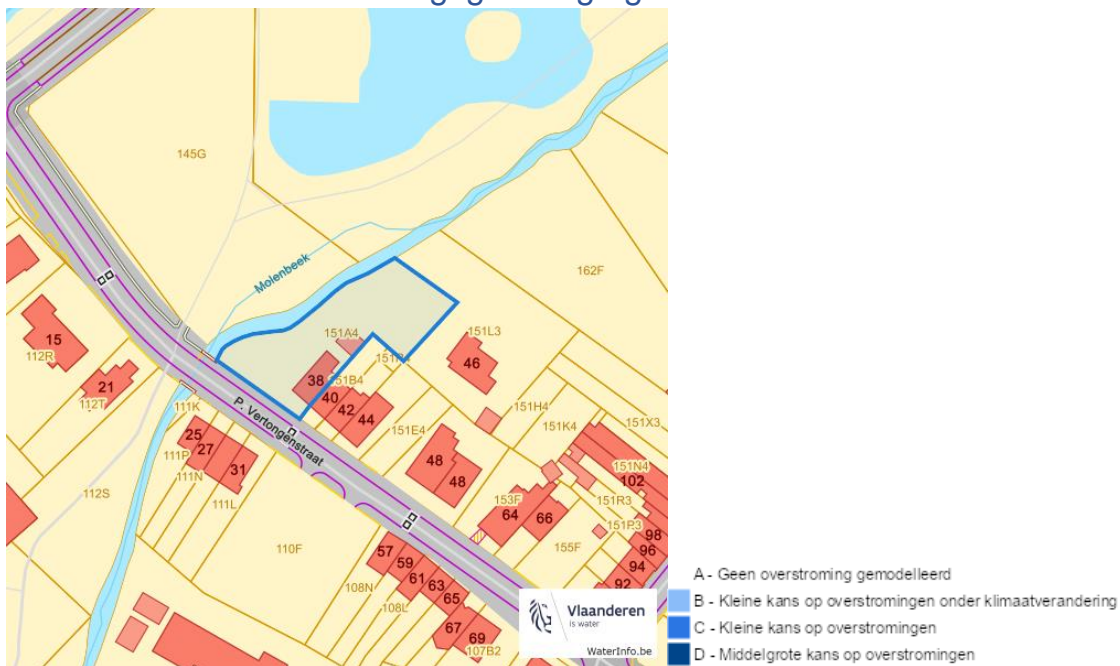 145G
Molenbeek
162F
15
112R
21
112T
151A4
151L3
46
38
151B4
40
42
44
111K
P. Vertongenstraat
25
27
111P
31
111N
111L
112S
151H4
151K4
151X3
151E4
48
48
151N4
102
151R3
153F
64
66
151P3
98
96
94
92
155F
110F
57
59
61
63
65
67
69
108N
108L
107B2
Vlaanderen
is water
WaterInfo.be
A - Geen overstroming gemodelleerd
B - Kleine kans op overstromingen onder klimaatverandering
C - Kleine kans op overstromingen
D - Middelgrote kans op overstromingen